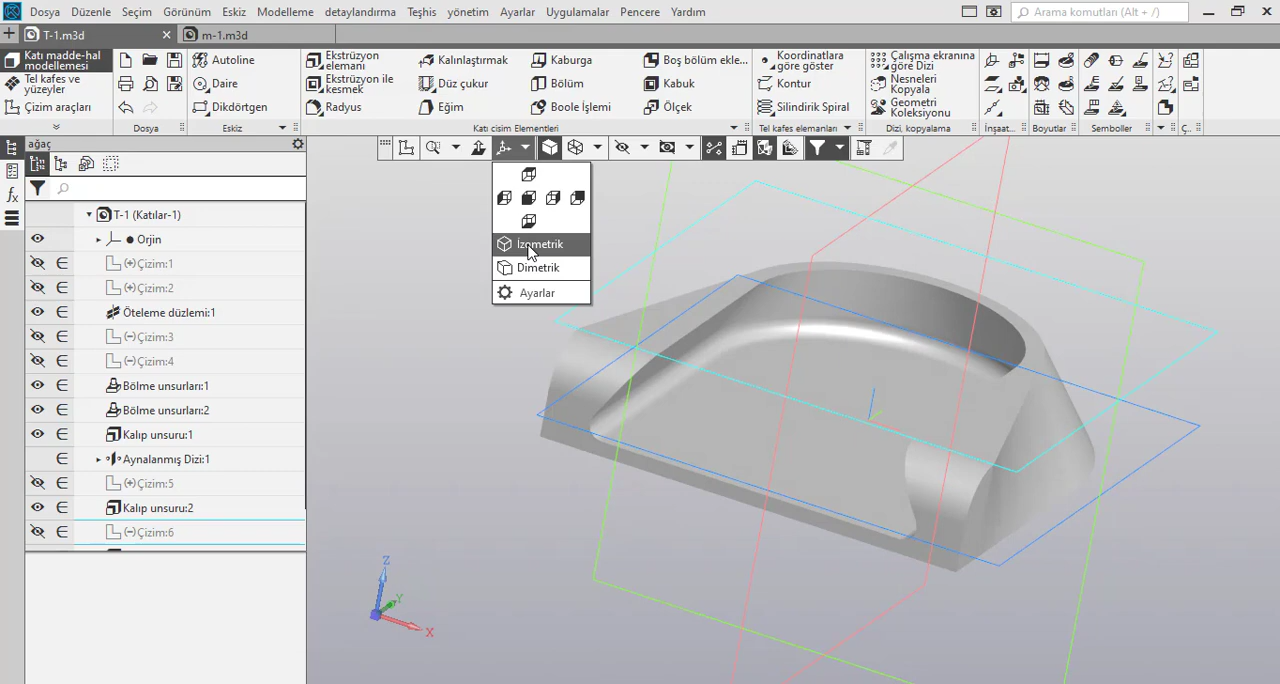 Dosya Düzenle Seçim Görünüm Eskiz Modelleme detaylandırma Teşhis yönetim Ayarlar Uygulamalar Pencere Yardım
Arama komutları (Alt + /)
T-1.m3d
m-1.m3d
Katı madde-hal
modellemesi
Tel kafes ve
yüzeyler
Çizim araçları
Dosya
Autoline
Daire
Dikdörtgen
Eskiz
Ekstrüzyon
elemanı
Ekstrüzyon ile
kesmek
Radyus
Kalınlaştırma
Düz çukur
Eğim
Kaburga
Bölüm
Boole İşlemi
Boş bölüm ekle...
Kabuk
Ölçek
Katı cisim Elementleri
Koordinatlara
göre göster
Kontur
Silindirik Spiral
Tel kafes elemanları
Çalışma ekranına
göre Dizi
Nesneleri
Kopyala
Geometri
Koleksiyonu
Dizi, kopyalama
İnşaat...
Boyutlar
Semboller
Ç...
ağaç
T-1 (Katılar-1)
Orjin
(+)Çizim:1
(-)Çizim:2
Öteleme düzlemi:1
(+)Çizim:3
(-)Çizim:4
Bölme unsurları:1
Bölme unsurları:2
Kalıp unsuru:1
Aynalanmış Dizi:1
(+)Çizim:5
Kalıp unsuru:2
(-)Çizim:6
İzometrik
Dimetrik
Ayarlar
Z
Y
X